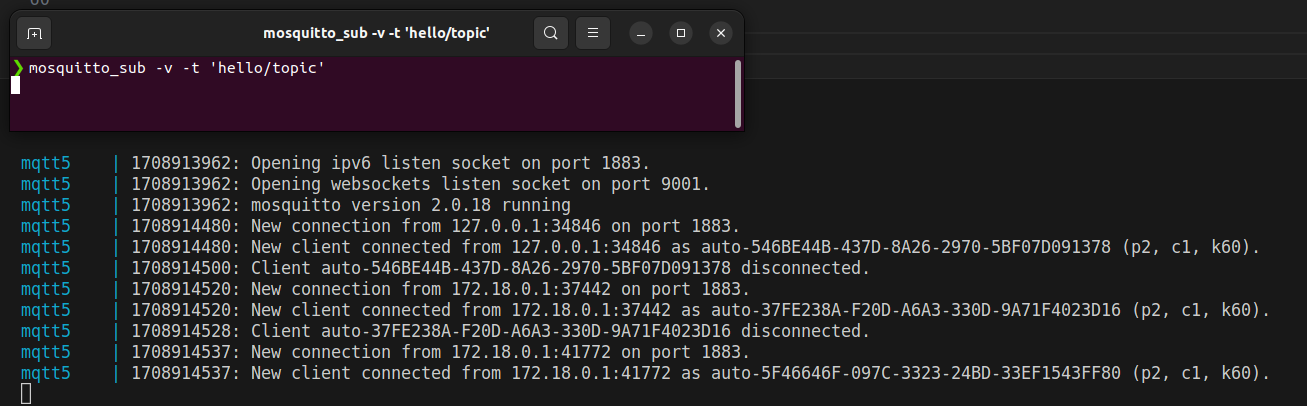 60
mosquitto_sub -v -t 'hello/topic'
❯ mosquitto_sub -v -t 'hello/topic'
mqtt5    | 1708913962: Opening ipv6 listen socket on port 1883.
mqtt5    | 1708913962: Opening websockets listen socket on port 9001.
mqtt5    | 1708913962: mosquitto version 2.0.18 running
mqtt5    | 1708914480: New connection from 127.0.0.1:34846 on port 1883.
mqtt5    | 1708914480: New client connected from 127.0.0.1:34846 as auto-546BE44B-437D-8A26-2970-5BF07D091378 (p2, c1, k60).
mqtt5    | 1708914500: Client auto-546BE44B-437D-8A26-2970-5BF07D091378 disconnected.
mqtt5    | 1708914520: New connection from 172.18.0.1:37442 on port 1883.
mqtt5    | 1708914520: New client connected from 172.18.0.1:37442 as auto-37FE238A-F20D-A6A3-330D-9A71F4023D16 (p2, c1, k60).
mqtt5    | 1708914528: Client auto-37FE238A-F20D-A6A3-330D-9A71F4023D16 disconnected.
mqtt5    | 1708914537: New connection from 172.18.0.1:41772 on port 1883.
mqtt5    | 1708914537: New client connected from 172.18.0.1:41772 as auto-5F46646F-097C-3323-24BD-33EF1543FF80 (p2, c1, k60).